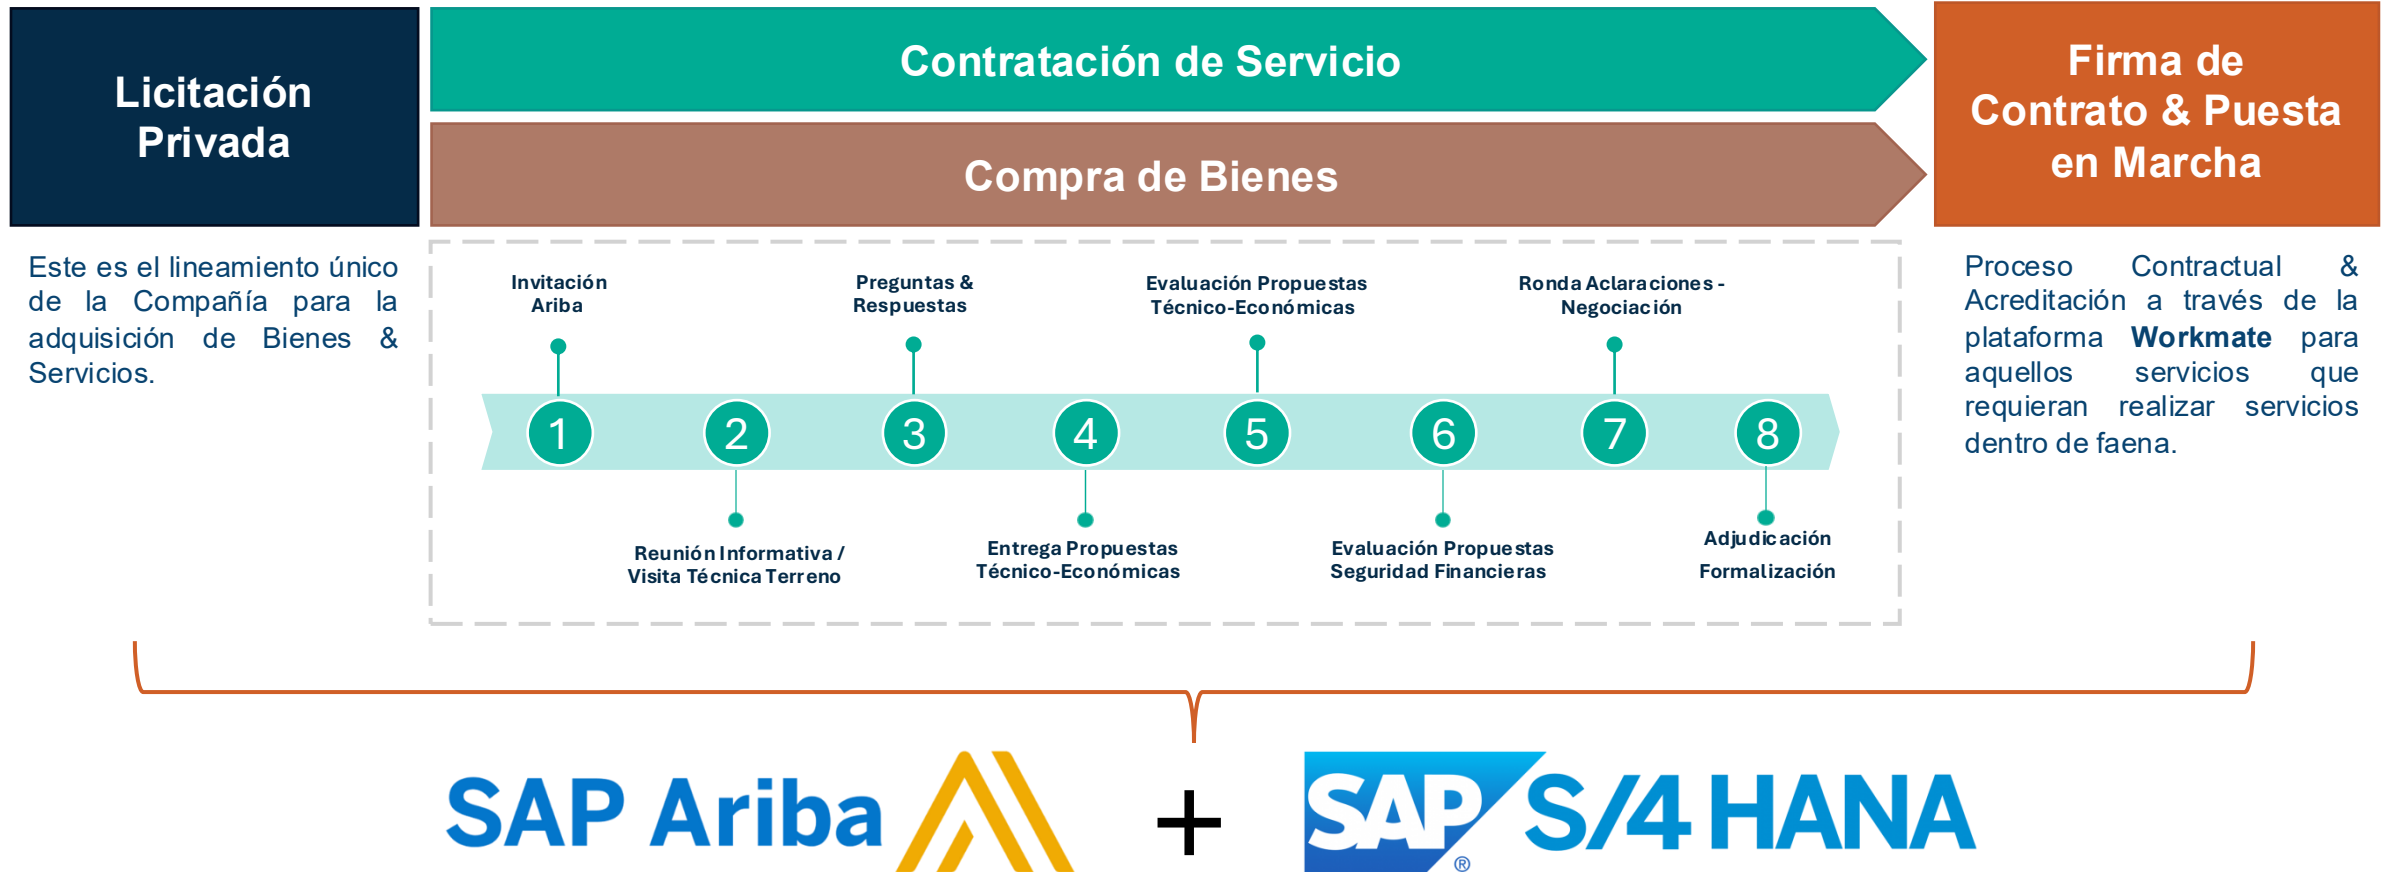 Licitación
Privada
Contratación de Servicio
Compra de Bienes
Firma de
Contrato & Puesta
en Marcha
Este es el lineamiento único
de la Compañía para la
adquisición de Bienes &
Servicios.
Invitación
Ariba
Preguntas &
Respuestas
Evaluación Propuestas
Técnico-Económicas
Ronda Aclaraciones -
Negociación
1
2
3
4
5
6
7
8
Reunión Informativa /
Visita Técnica Terreno
Entrega Propuestas
Técnico-Económicas
Evaluación Propuestas
Seguridad Financieras
Adjudicación
Formalización
Proceso Contractual &
Acreditación a través de la
plataforma Workmate para
aquellos servicios que
requieran realizar servicios
dentro de faena.
SAP Ariba
+
SAP ® S/4 HANA